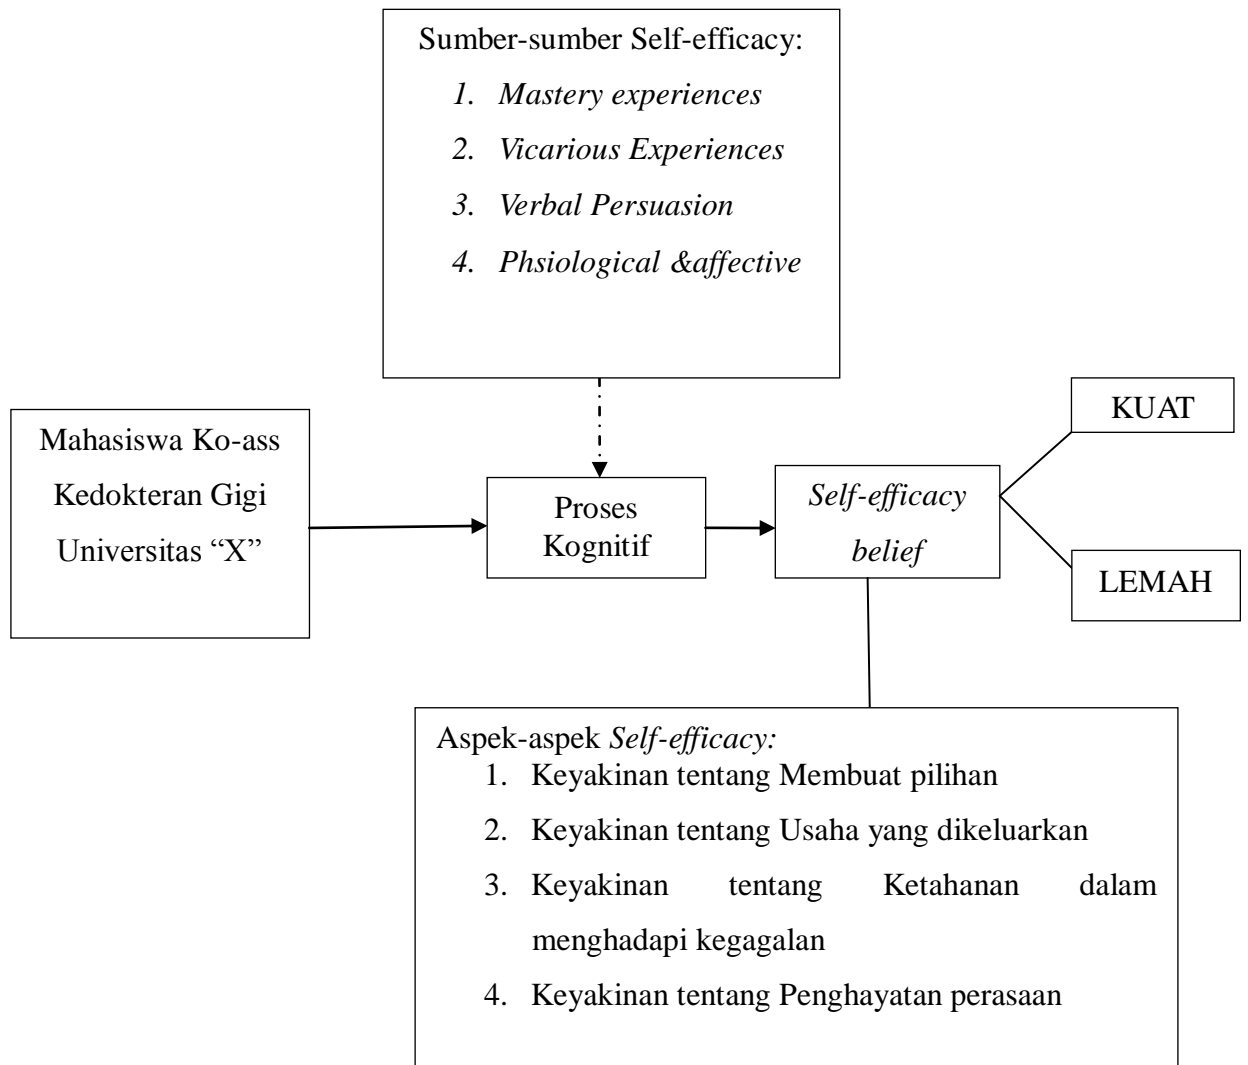 Sumber-sumber Self-efficacy:
1. Mastery experiences
2. Vicarious Experiences
3. Verbal Persuasion
4. Phsiological &affective
Mahasiswa Ko-ass
Kedokteran Gigi
Universitas “X”
Proses
Kognitif
Self-efficacy
belief
KUAT
LEMAH
Aspek-aspek Self-efficacy:
1. Keyakinan tentang Membuat pilihan
2. Keyakinan tentang Usaha yang dikeluarkan
3. Keyakinan tentang Ketahanan dalam
menghadapi kegagalan
4. Keyakinan tentang Penghayatan perasaan